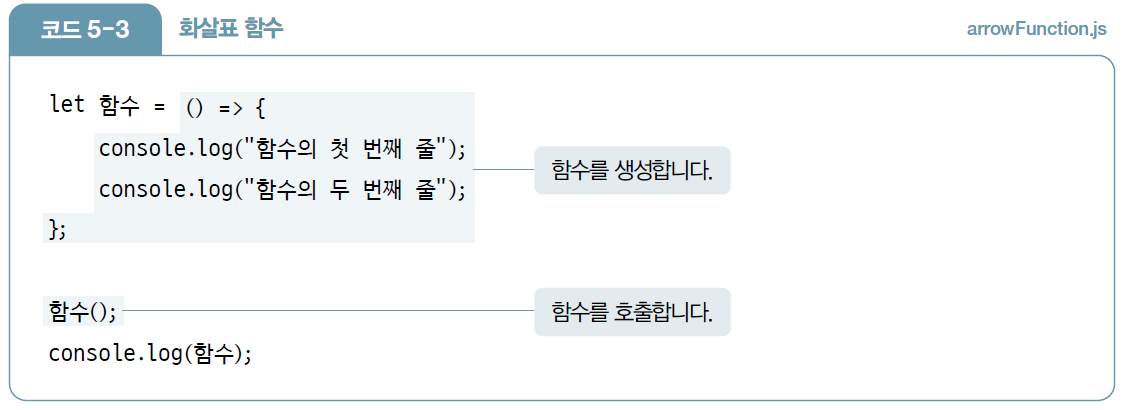 코드 5-3 화살표 함수 arrowFunction.js
let 함수 = () => {
console.log("함수의 첫 번째 줄");
함수를 생성합니다.
console.log("함수의 두 번째 줄");
};
함수(); 함수를 호출합니다.
console.log(함수);